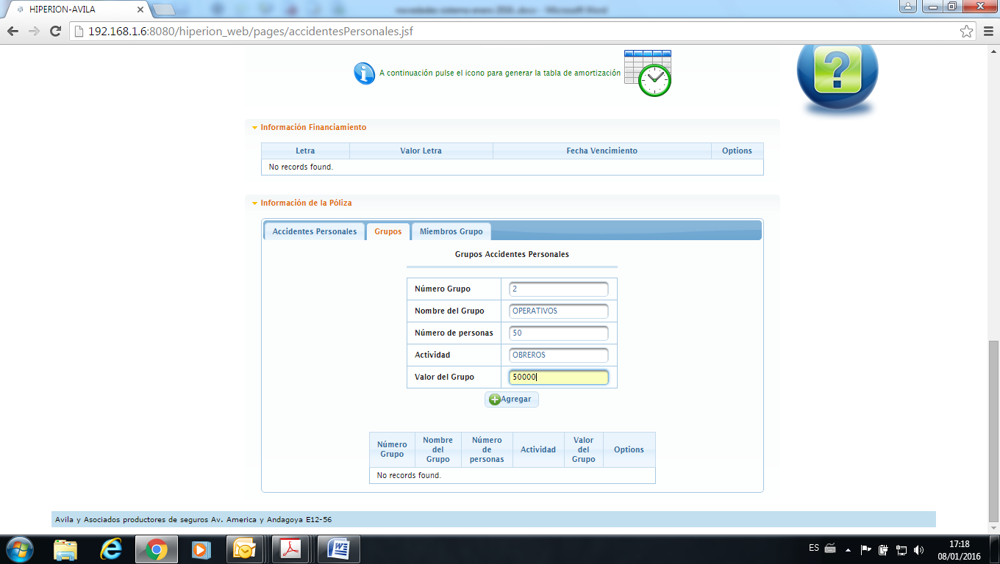 HIPERION-AVILA
novedades sistema enero 2016 .docx - Microsoft Word
192.168.1.6:8080/hiperion_web/pages/accidentesPersonales.jsf
A continuación pulse el icono para generar la tabla de amortización
Información Financiamiento
Letra Valor Letra Fecha Vencimiento Options
No records found.
Información de la Póliza
Accidentes Personales Grupos Miembros Grupo
Grupos Accidentes Personales
Número Grupo 2
Nombre del Grupo OPERATIVOS
Número de personas 50
Actividad OBREROS
Valor del Grupo 50000
Agregar
Número Grupo Nombre del Grupo Número de personas Actividad Valor del Grupo Options
No records found.
Avila y Asociados productores de seguros Av. America y Andagoya E12-56
ES 17:18
08/01/2016